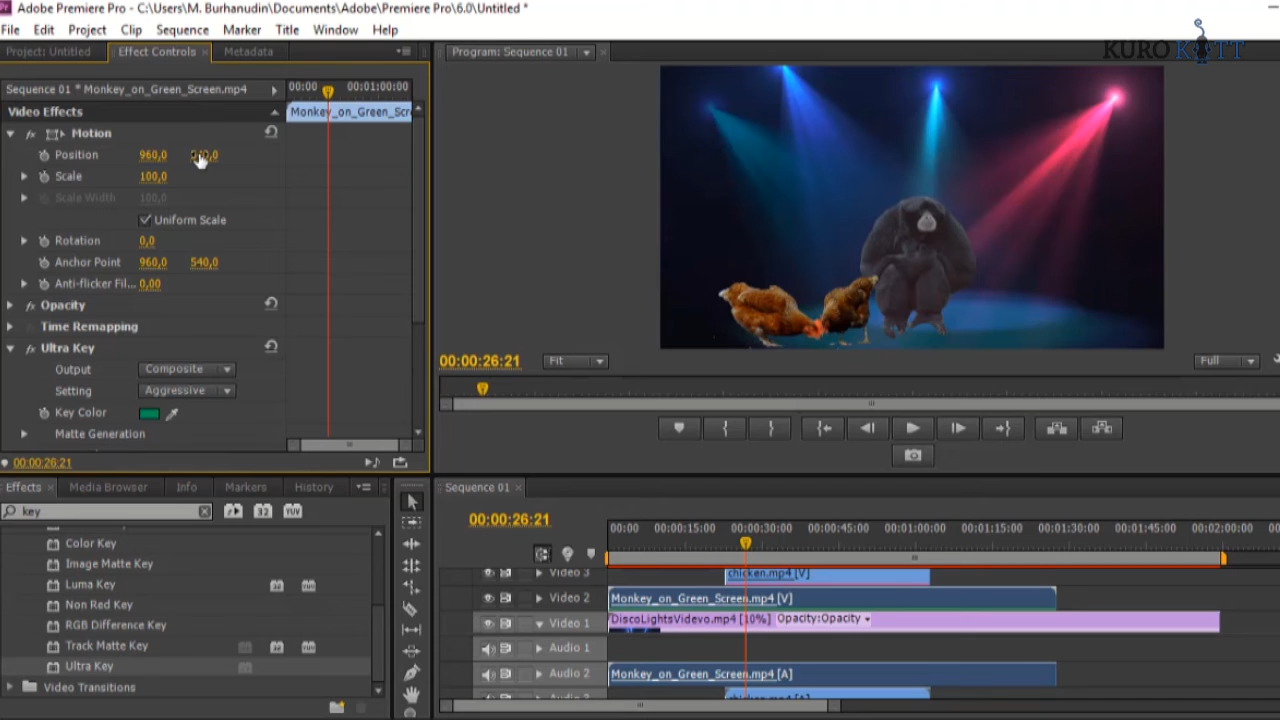 Adobe Premiere Pro - C:\Users\M. Burhanudin\Documents\Adobe\Premiere Pro\6.0\Untitled *
File Edit Project Clip Sequence Marker Title Window Help
Project: Untitled Effect Controls × Metadata
Program: Sequence 01
KURO KITT
Sequence 01 * Monkey_on_Green_Screen.mp4
00:00 00:01:00:00
Video Effects
Monkey_on_Green_Scr
Motion
Position 960,0
Scale 100,0
Scale Width 100,0
Uniform Scale
Rotation 0,0
Anchor Point 960,0 540,0
Anti-flicker Fil... 0,00
Opacity
Time Remapping
Ultra Key
Output Composite
Setting Aggressive
Key Color
Matte Generation
00:00:26:21
00:00:26:21 Fit Full
Effects × Media Browser Info Markers History
key
Color Key
Image Matte Key
Luma Key
Non Red Key
RGB Difference Key
Track Matte Key
Ultra Key
Video Transitions
Sequence 01 ×
00:00:26:21
00:00 00:00:15:00 00:00:30:00 00:00:45:00 00:01:00:00 00:01:15:00 00:01:30:00 00:01:45:00 00:02:00:00 00:0
Video 3 chicken.mp4 [V]
Video 2 Monkey_on_Green_Screen.mp4 [V]
Video 1 DiscoLightsVidevo.mp4 [10%] Opacity:Opacity
Audio 1
Audio 2 Monkey_on_Green_Screen.mp4 [A]
chicken.mp4 [A]